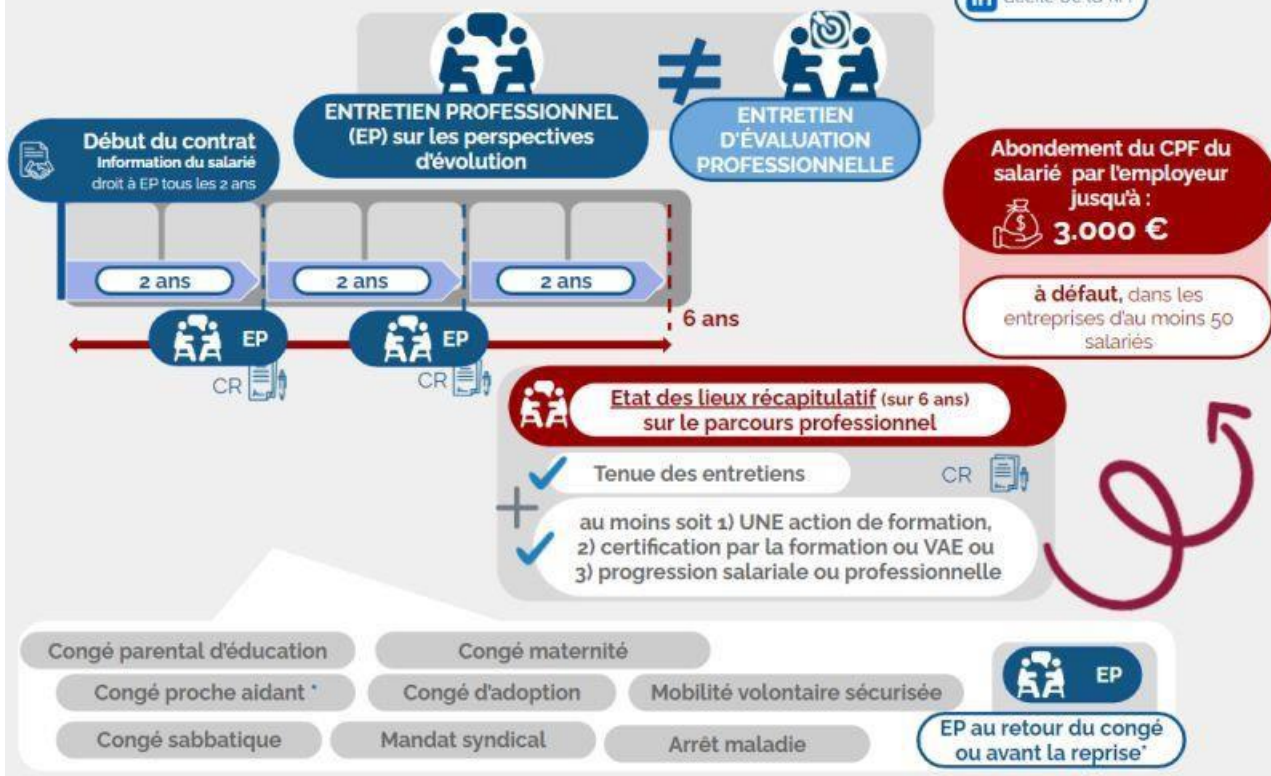 in
ENTRETIEN PROFESSIONNEL
(EP) sur les perspectives
d'évolution
≠
ENTRETIEN
D'ÉVALUATION
PROFESSIONNELLE
Début du contrat
Information du salarié
droit à EP tous les 2 ans
Abondement du CPF du
salarié par l'employeur
jusqu'à :
$ 3.000 €
à défaut, dans les
entreprises d'au moins 50
salariés
2 ans
2 ans
2 ans
6 ans
EP
EP
CR
CR
Etat des lieux récapitulatif (sur 6 ans)
sur le parcours professionnel
Tenue des entretiens
CR
+
au moins soit 1) UNE action de formation,
2) certification par la formation ou VAE ou
3) progression salariale ou professionnelle
Congé parental d'éducation
Congé maternité
Congé proche aidant *
Congé d'adoption
Mobilité volontaire sécurisée
Congé sabbatique
Mandat syndical
Arrêt maladie
EP
EP au retour du congé
ou avant la reprise*